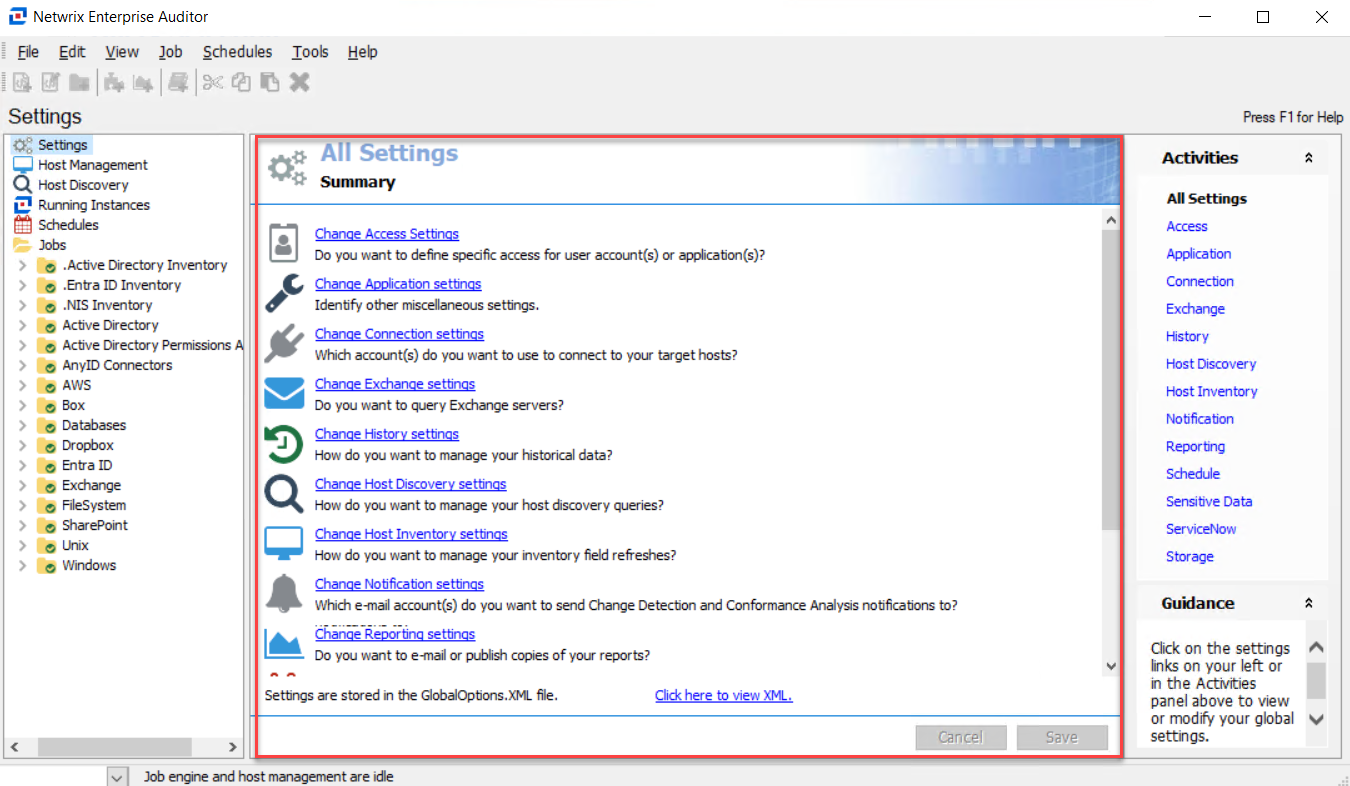 Netwrix Enterprise Auditor
File Edit View Job Schedules Tools Help
Settings
Press F1 for Help
Settings
Host Management
Host Discovery
Running Instances
Schedules
Jobs
.Active Directory Inventory
.Entra ID Inventory
.NIS Inventory
Active Directory
Active Directory Permissions A
AnyID Connectors
AWS
Box
Databases
Dropbox
Entra ID
Exchange
FileSystem
SharePoint
Unix
Windows
All Settings
Summary
Change Access Settings
Do you want to define specific access for user account(s) or application(s)?
Change Application settings
Identify other miscellaneous settings.
Change Connection settings
Which account(s) do you want to use to connect to your target hosts?
Change Exchange settings
Do you want to query Exchange servers?
Change History settings
How do you want to manage your historical data?
Change Host Discovery settings
How do you want to manage your host discovery queries?
Change Host Inventory settings
How do you want to manage your inventory field refreshes?
Change Notification settings
Which e-mail account(s) do you want to send Change Detection and Conformance Analysis notifications to?
Change Reporting settings
Do you want to e-mail or publish copies of your reports?
Settings are stored in the GlobalOptions.XML file.
Click here to view XML.
Cancel
Save
Activities
All Settings
Access
Application
Connection
Exchange
History
Host Discovery
Host Inventory
Notification
Reporting
Schedule
Sensitive Data
ServiceNow
Storage
Guidance
Click on the settings
links on your left or
in the Activities
panel above to view
or modify your global
settings.
Job engine and host management are idle